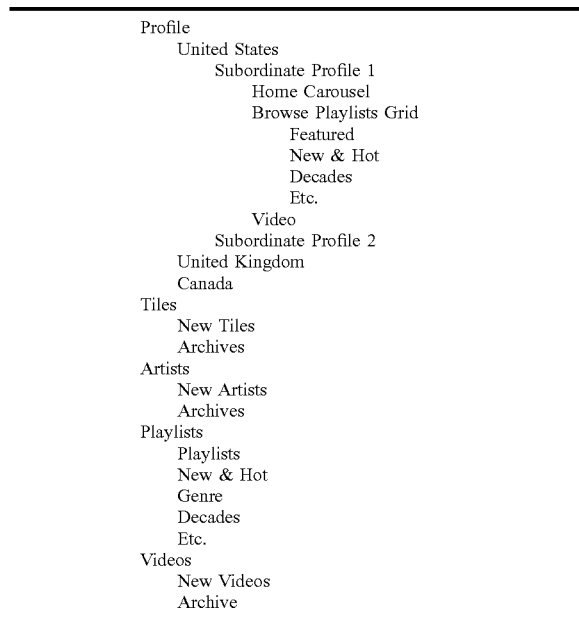 Profile
United States
Subordinate Profile 1
Home Carousel
Browse Playlists Grid
Featured
New & Hot
Decades
Etc.
Video
Subordinate Profile 2
United Kingdom
Canada
Tiles
New Tiles
Archives
Artists
New Artists
Archives
Playlists
Playlists
New & Hot
Genre
Decades
Etc.
Videos
New Videos
Archive